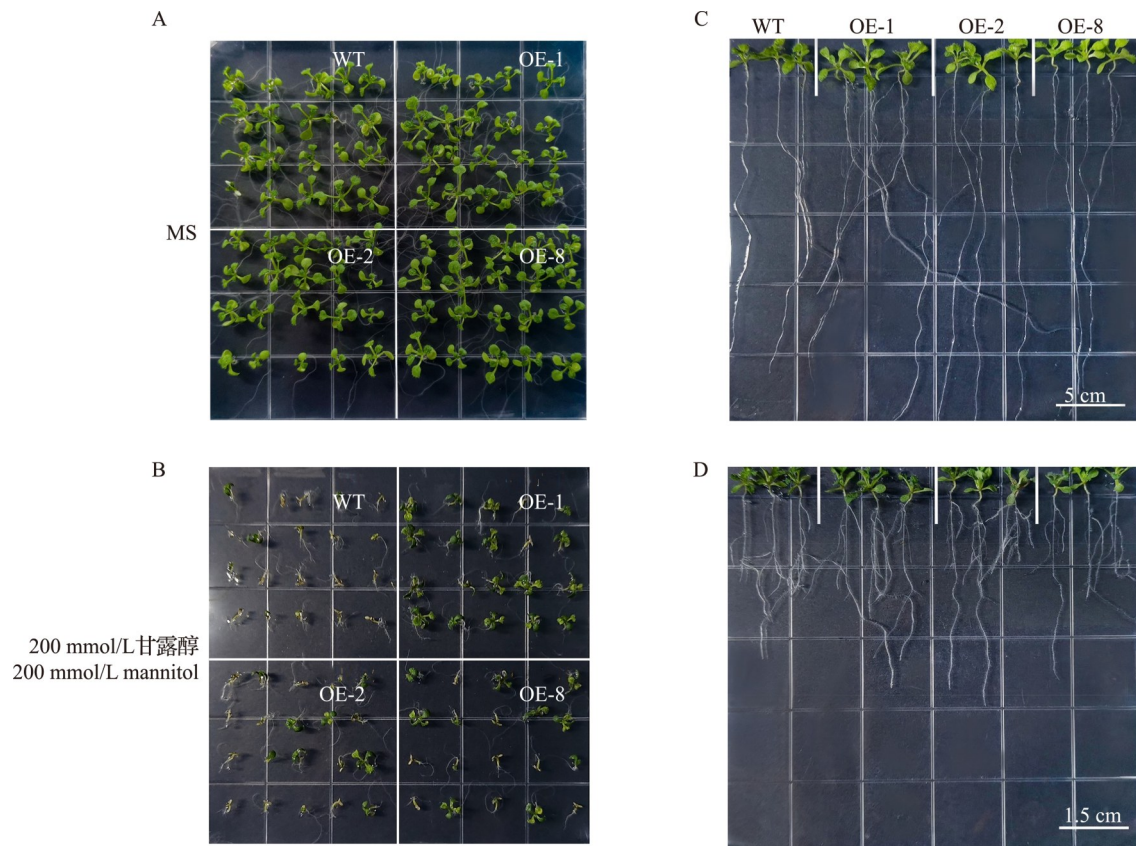 A
WT
OE-1
MS
OE-2
OE-8
B
WT
OE-1
200 mmol/L甘露醇
200 mmol/L mannitol
OE-2
OE-8
C
WT OE-1 OE-2 OE-8
5 cm
D
1.5 cm